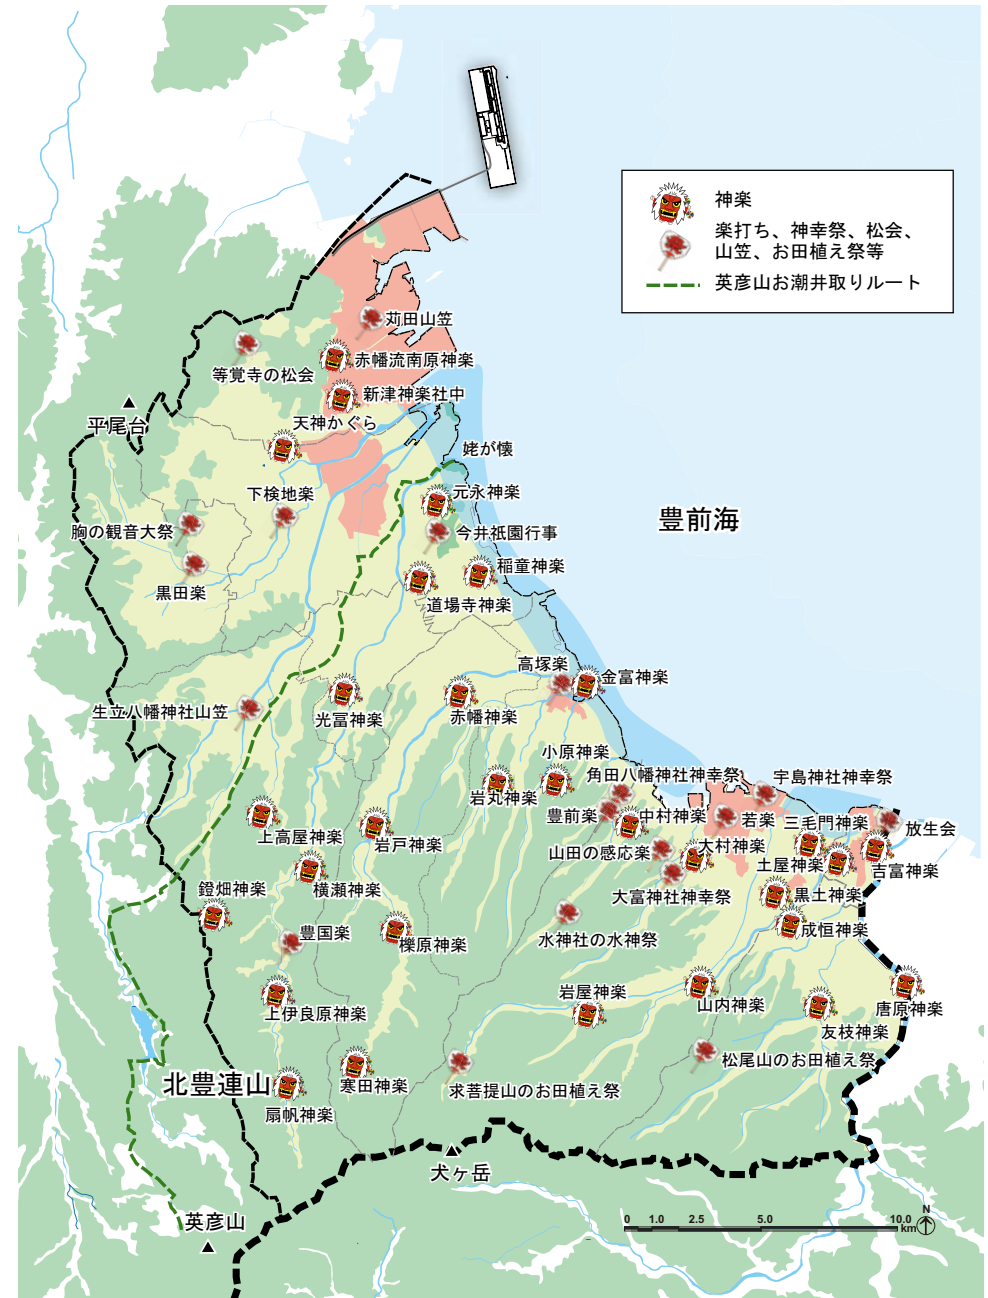 神楽
楽打ち、神幸祭、松会、
山笠、お田植え祭等
英彦山お潮井取りルート
苅田山笠
等覚寺の松会
赤幡流南原神楽
新津神楽社中
平尾台
天神かぐら
姥が懐
下検地楽
元永神楽
豊前海
胸の観音大祭
今井祇園行事
黒田楽
稲童神楽
道場寺神楽
高塚楽
金富神楽
生立八幡神社山笠
光冨神楽
赤幡神楽
小原神楽
角田八幡神社神幸祭
宇島神社神幸祭
岩丸神楽
豊前楽
中村神楽
若楽
三毛門神楽
放生会
上高屋神楽
岩戸神楽
山田の感応楽
大村神楽
土屋神楽
吉富神楽
鐙畑神楽
横瀬神楽
大富神社神幸祭
黒土神楽
豊国楽
櫟原神楽
水神社の水神祭
成恒神楽
上伊良原神楽
岩屋神楽
山内神楽
唐原神楽
友枝神楽
北豊連山
寒田神楽
求菩提山のお田植え祭
松尾山のお田植え祭
扇帆神楽
犬ヶ岳
英彦山
N
0 1.0 2.5 5.0 10.0
km